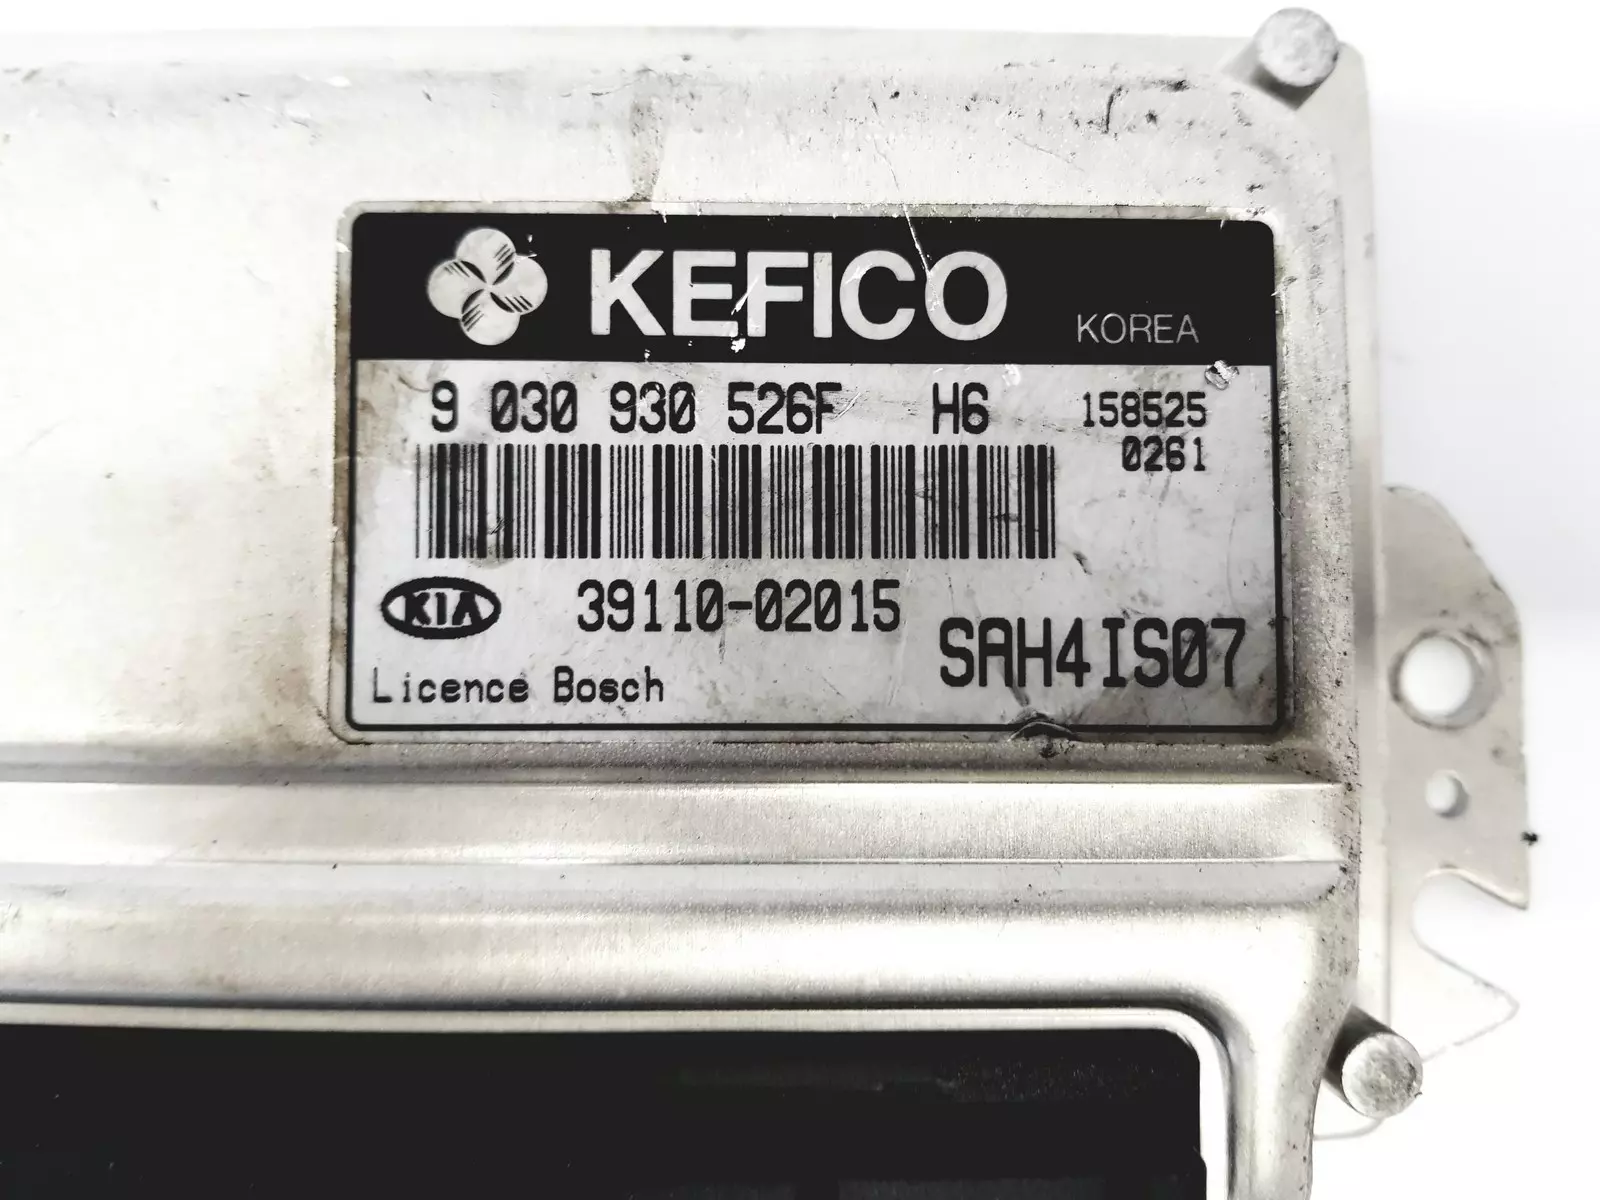 KEFICO KOREA
9 030 930 526F H6 158525
0261
KIA 39110-02015
SAH4IS07
Licence Bosch